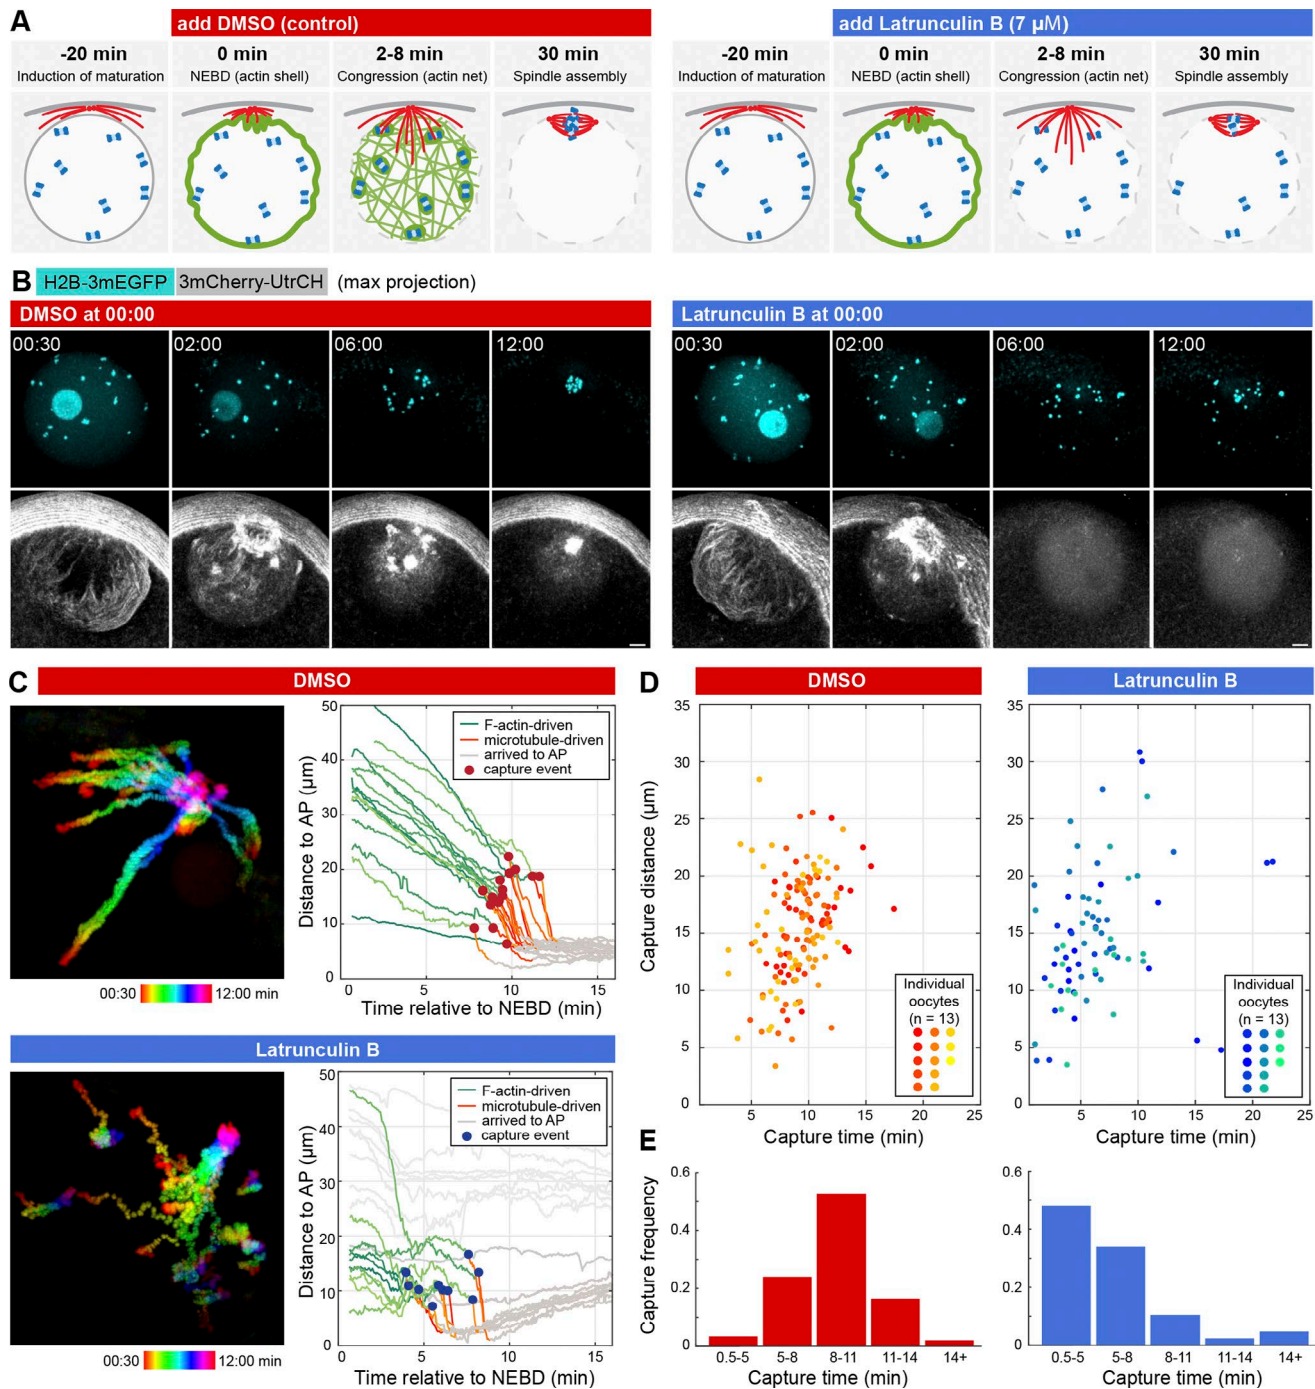 A
add DMSO (control)
add Latrunculin B (7 µM)
-20 min
0 min
2-8 min
30 min
Induction of maturation
NEBD (actin shell)
Congression (actin net)
Spindle assembly
-20 min
0 min
2-8 min
30 min
Induction of maturation
NEBD (actin shell)
Congression (actin net)
Spindle assembly
B
H2B-3mEGFP
3mCherry-UtrCH
(max projection)
DMSO at 00:00
Latrunculin B at 00:00
00:30
02:00
06:00
12:00
00:30
02:00
06:00
12:00
C
DMSO
00:30
12:00 min
50
40
30
20
10
0
Distance to AP (µm)
F-actin-driven
microtubule-driven
arrived to AP
capture event
0
5
10
15
Time relative to NEBD (min)
Latrunculin B
00:30
12:00 min
50
40
30
20
10
0
Distance to AP (µm)
F-actin-driven
microtubule-driven
arrived to AP
capture event
0
5
10
15
Time relative to NEBD (min)
D
DMSO
35
30
25
20
15
10
5
0
Capture distance (µm)
Individual
oocytes
(n = 13)
5
10
15
20
25
Capture time (min)
Latrunculin B
35
30
25
20
15
10
5
0
Individual
oocytes
(n = 13)
5
10
15
20
25
Capture time (min)
E
0.6
0.4
0.2
0
Capture frequency
0.5-5
5-8
8-11
11-14
14+
Capture time (min)
0.6
0.4
0.2
0
0.5-5
5-8
8-11
11-14
14+
Capture time (min)